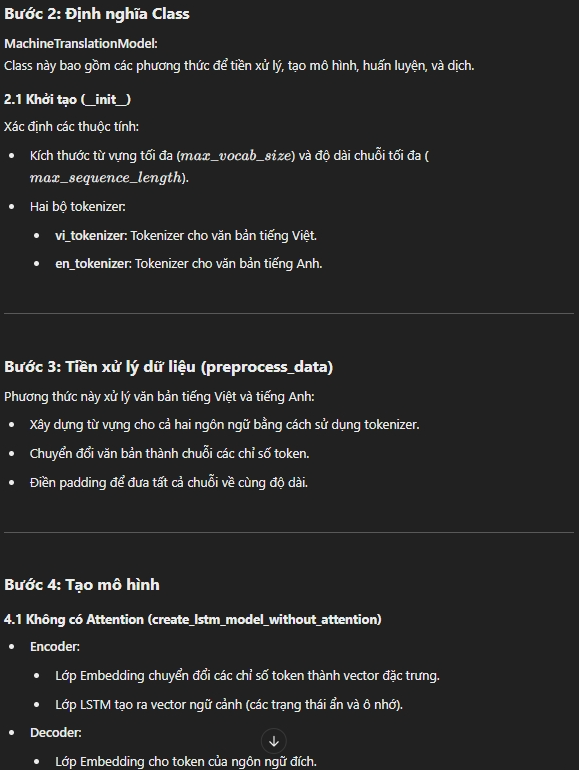 Bước 2: Định nghĩa Class
MachineTranslationModel:
Class này bao gồm các phương thức để tiền xử lý, tạo mô hình, huấn luyện, và dịch.
2.1 Khởi tạo (__init__)
Xác định các thuộc tính:
• Kích thước từ vựng tối đa (max_vocab_size) và độ dài chuỗi tối đa (
max_sequence_length).
• Hai bộ tokenizer:
• vi_tokenizer: Tokenizer cho văn bản tiếng Việt.
• en_tokenizer: Tokenizer cho văn bản tiếng Anh.
Bước 3: Tiền xử lý dữ liệu (preprocess_data)
Phương thức này xử lý văn bản tiếng Việt và tiếng Anh:
• Xây dựng từ vựng cho cả hai ngôn ngữ bằng cách sử dụng tokenizer.
• Chuyển đổi văn bản thành chuỗi các chỉ số token.
• Điền padding để đưa tất cả chuỗi về cùng độ dài.
Bước 4: Tạo mô hình
4.1 Không có Attention (create_lstm_model_without_attention)
• Encoder:
• Lớp Embedding chuyển đổi các chỉ số token thành vector đặc trưng.
• Lớp LSTM tạo ra vector ngữ cảnh (các trạng thái ẩn và ô nhớ).
• Decoder:
• Lớp Embedding cho token của ngôn ngữ đích.